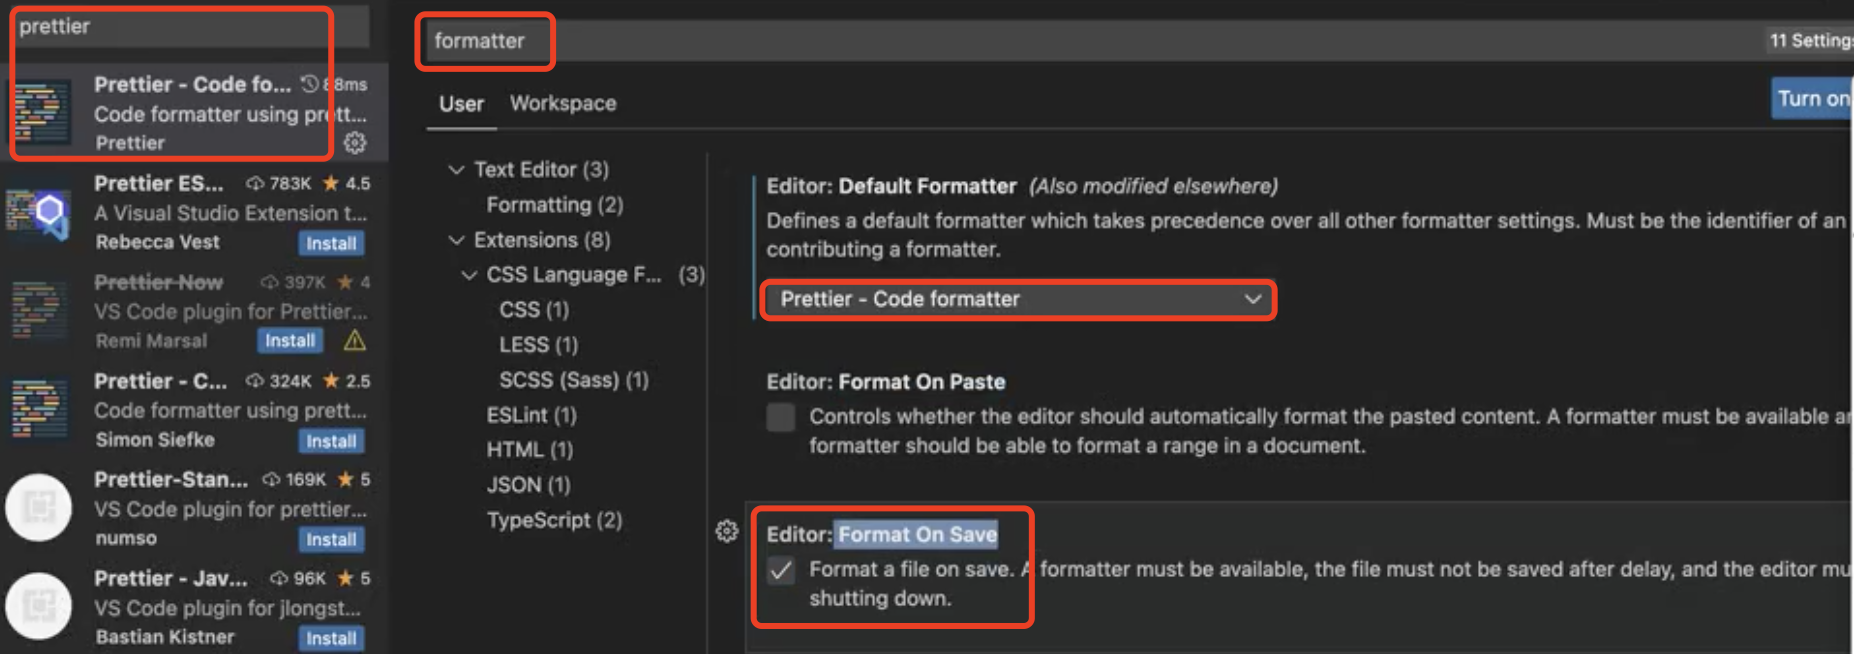 prettier
Prettier - Code fo... 88ms
Code formatter using prett...
Prettier
Prettier ES... 783K ★ 4.5
A Visual Studio Extension t...
Rebecca Vest Install
Prettier Now 397K ★ 4
VS Code plugin for Prettier...
Remi Marsal Install
Prettier - C... 324K ★ 2.5
Code formatter using prett...
Simon Siefke Install
Prettier-Stan... 169K ★ 5
VS Code plugin for prettier...
numso Install
Prettier - Jav... 96K ★ 5
VS Code plugin for jlongst...
Bastian Kistner Install
formatter
11 Settings
User Workspace
Turn on
Text Editor (3)
Formatting (2)
Extensions (8)
CSS Language F... (3)
CSS (1)
LESS (1)
SCSS (Sass) (1)
ESLint (1)
HTML (1)
JSON (1)
TypeScript (2)
Editor: Default Formatter (Also modified elsewhere)
Defines a default formatter which takes precedence over all other formatter settings. Must be the identifier of an
contributing a formatter.
Prettier - Code formatter
Editor: Format On Paste
Controls whether the editor should automatically format the pasted content. A formatter must be available
formatter should be able to format a range in a document.
Editor: Format On Save
Format a file on save. A formatter must be available, the file must not be saved after delay, and the editor
shutting down.